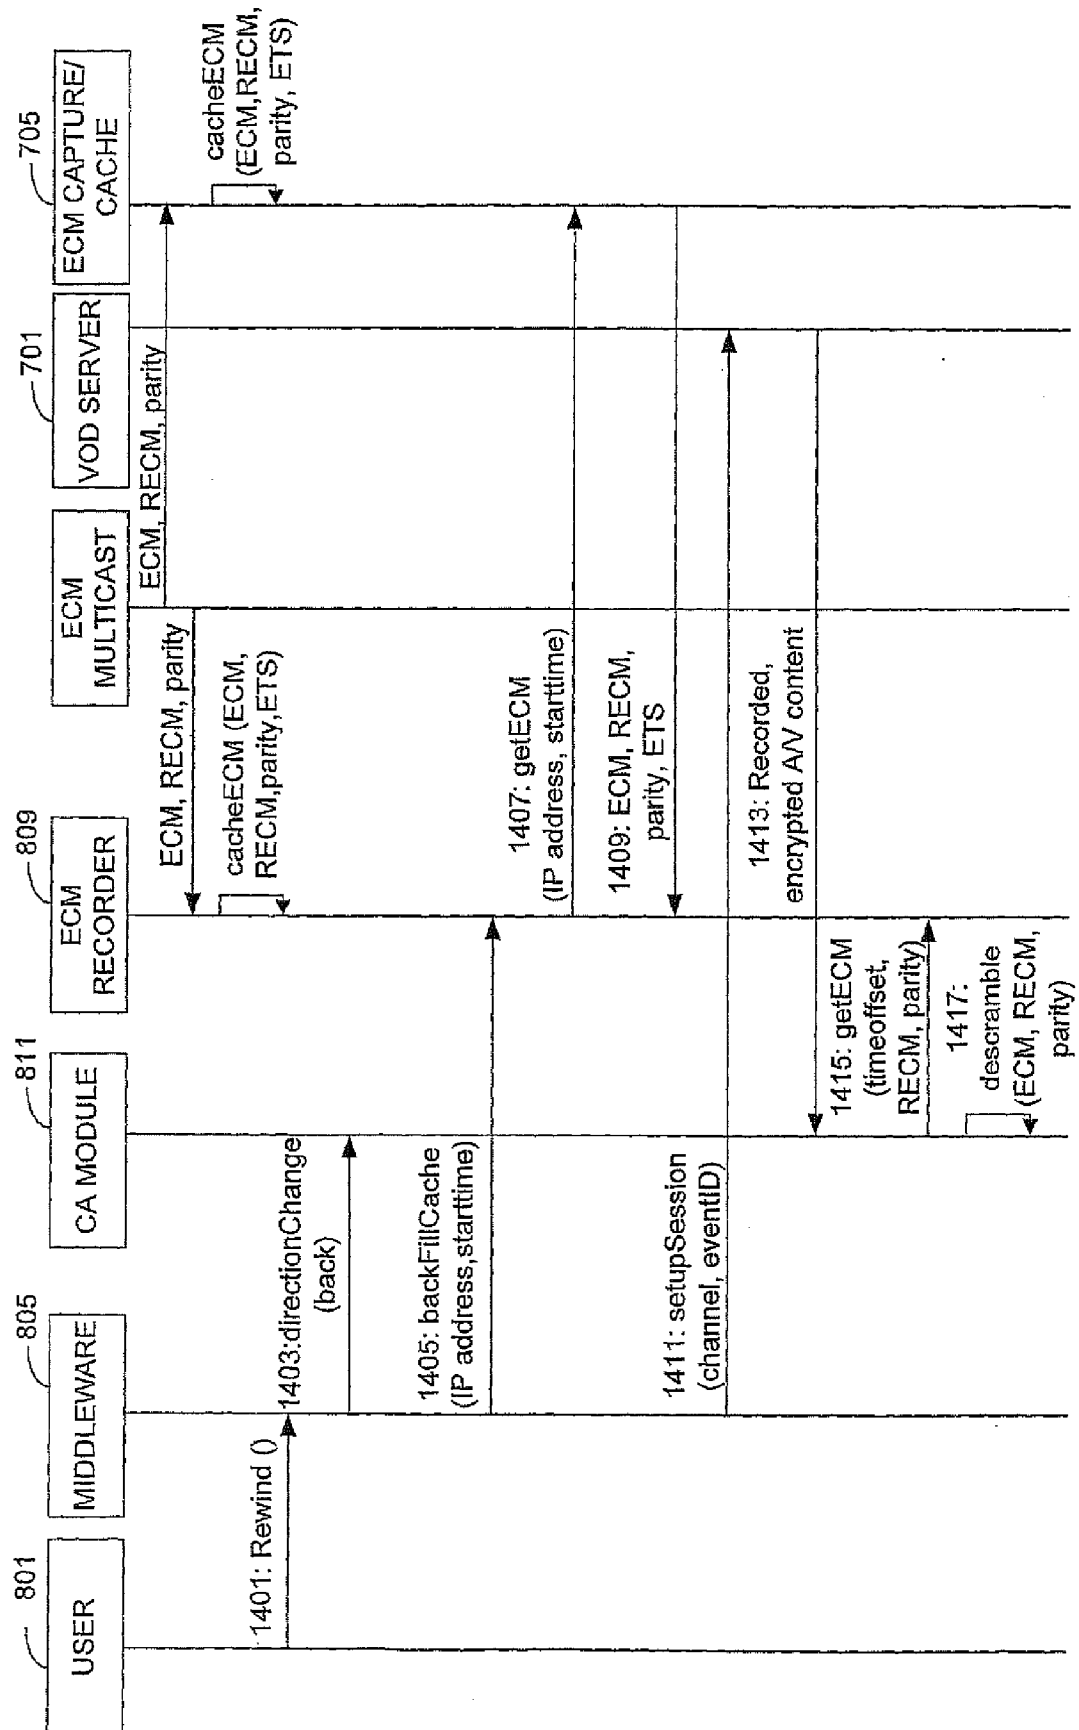 801
USER
805
MIDDLEWARE
811
CA MODULE
809
ECM
RECORDER
ECM
MULTICAST
701
VOD SERVER
705
ECM CAPTURE/
CACHE
ECM, RECM, parity
ECM, RECM, parity
cacheECM (ECM,
RECM,parity,ETS)
cacheECM
(ECM,RECM,
parity, ETS)
1401: Rewind ()
1403:directionChange
(back)
1405: backFillCache
(IP address,starttime)
1407: getECM
(IP address, starttime)
1409: ECM, RECM,
parity, ETS
1411: setupSession
(channel, eventID)
1413: Recorded,
encrypted A/V content
1415: getECM
(timeoffset,
RECM, parity)
1417:
descramble
(ECM, RECM,
parity)